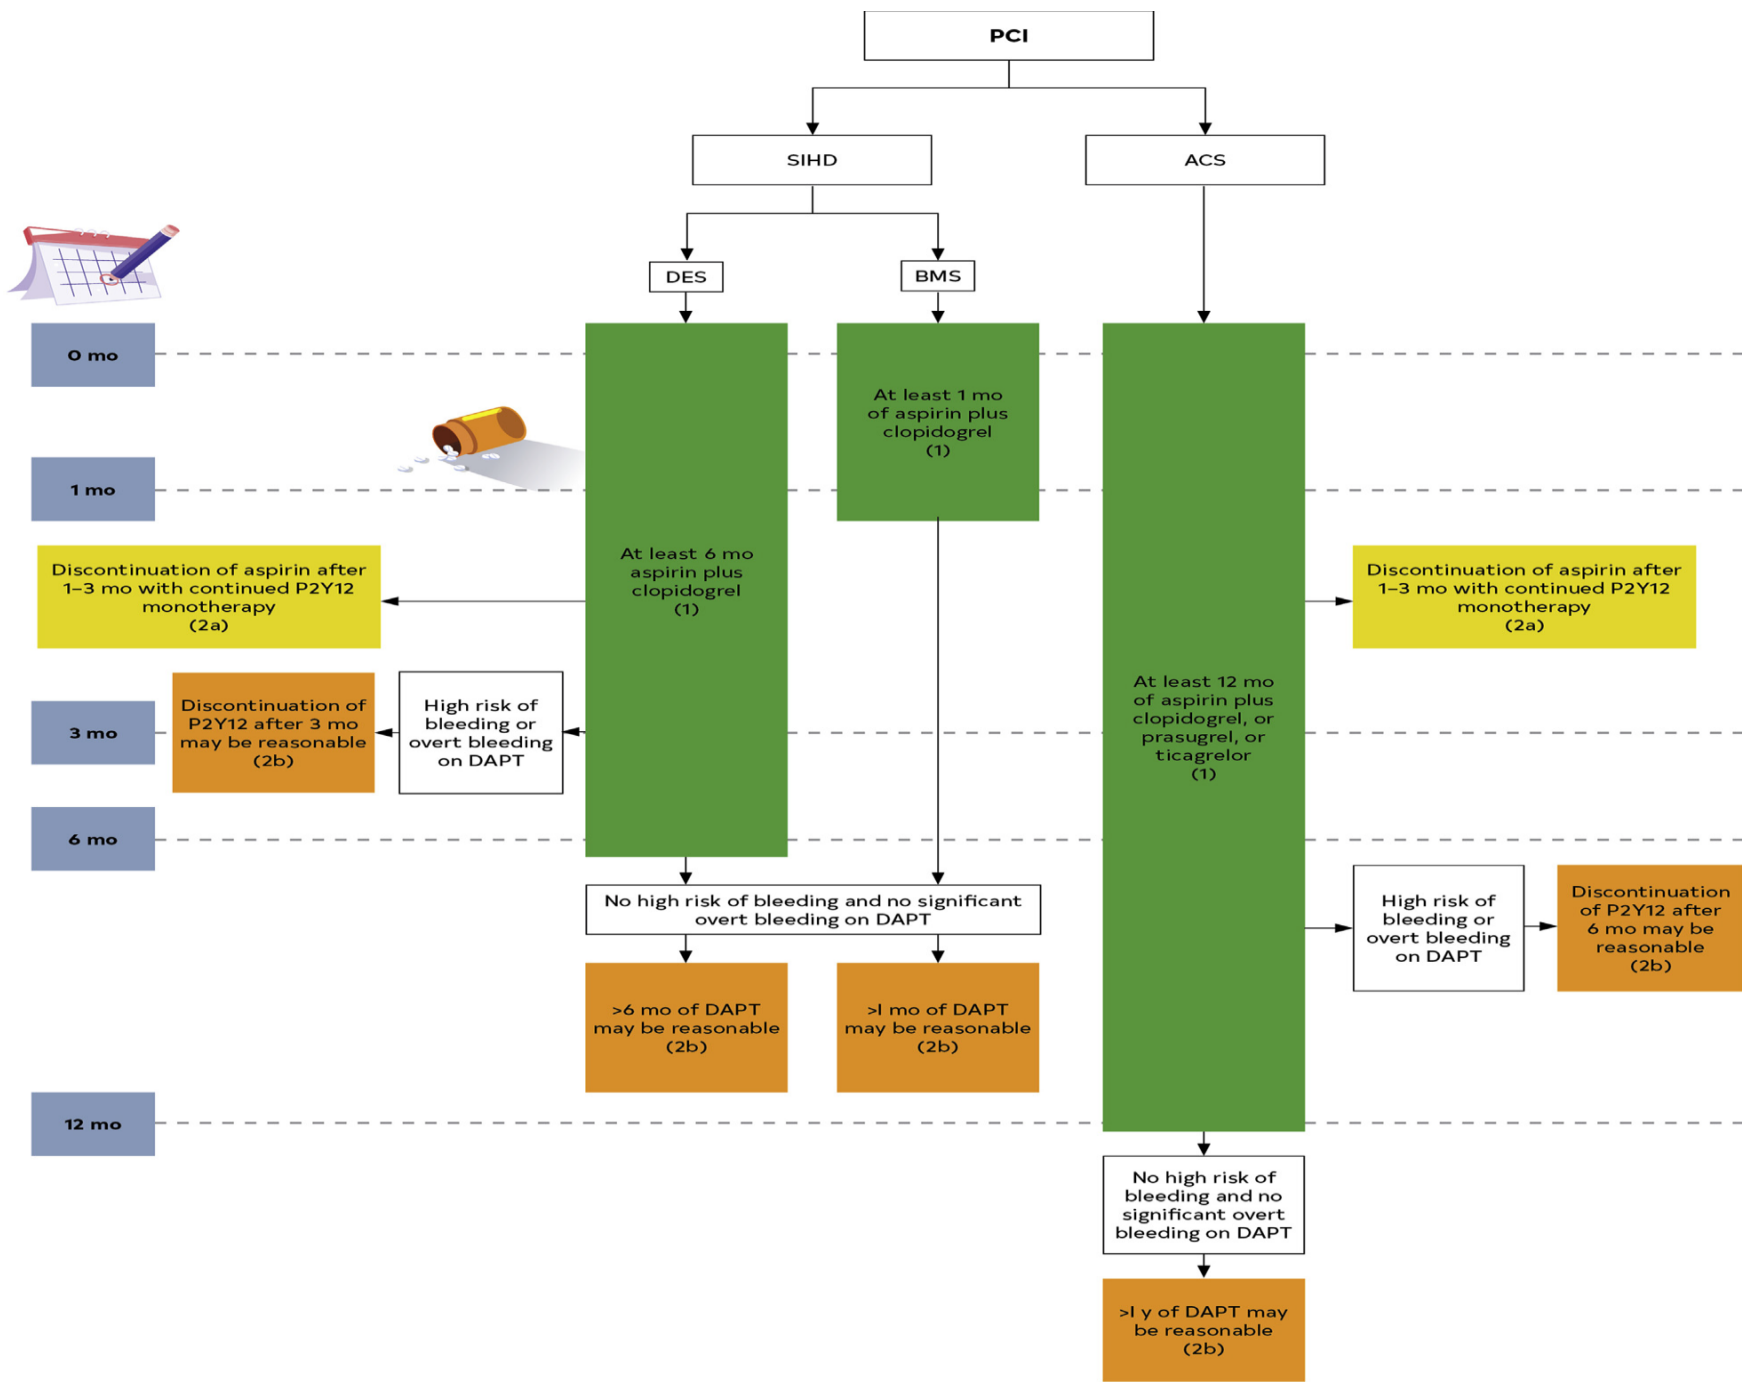 PCI
SIHD
ACS
DES
BMS
0 mo
At least 1 mo
of aspirin plus
clopidogrel
(1)
1 mo
At least 6 mo
aspirin plus
clopidogrel
(1)
Discontinuation of aspirin after
1–3 mo with continued P2Y12
monotherapy
(2a)
Discontinuation of aspirin after
1–3 mo with continued P2Y12
monotherapy
(2a)
At least 12 mo
of aspirin plus
clopidogrel, or
prasugrel, or
ticagrelor
(1)
3 mo
Discontinuation of
P2Y12 after 3 mo
may be reasonable
(2b)
High risk of
bleeding or
overt bleeding
on DAPT
6 mo
No high risk of bleeding and no significant
overt bleeding on DAPT
High risk of
bleeding or
overt bleeding
on DAPT
Discontinuation
of P2Y12 after
6 mo may be
reasonable
(2b)
>6 mo of DAPT
may be reasonable
(2b)
>I mo of DAPT
may be reasonable
(2b)
12 mo
No high risk of
bleeding and no
significant overt
bleeding on DAPT
>I y of DAPT may
be reasonable
(2b)